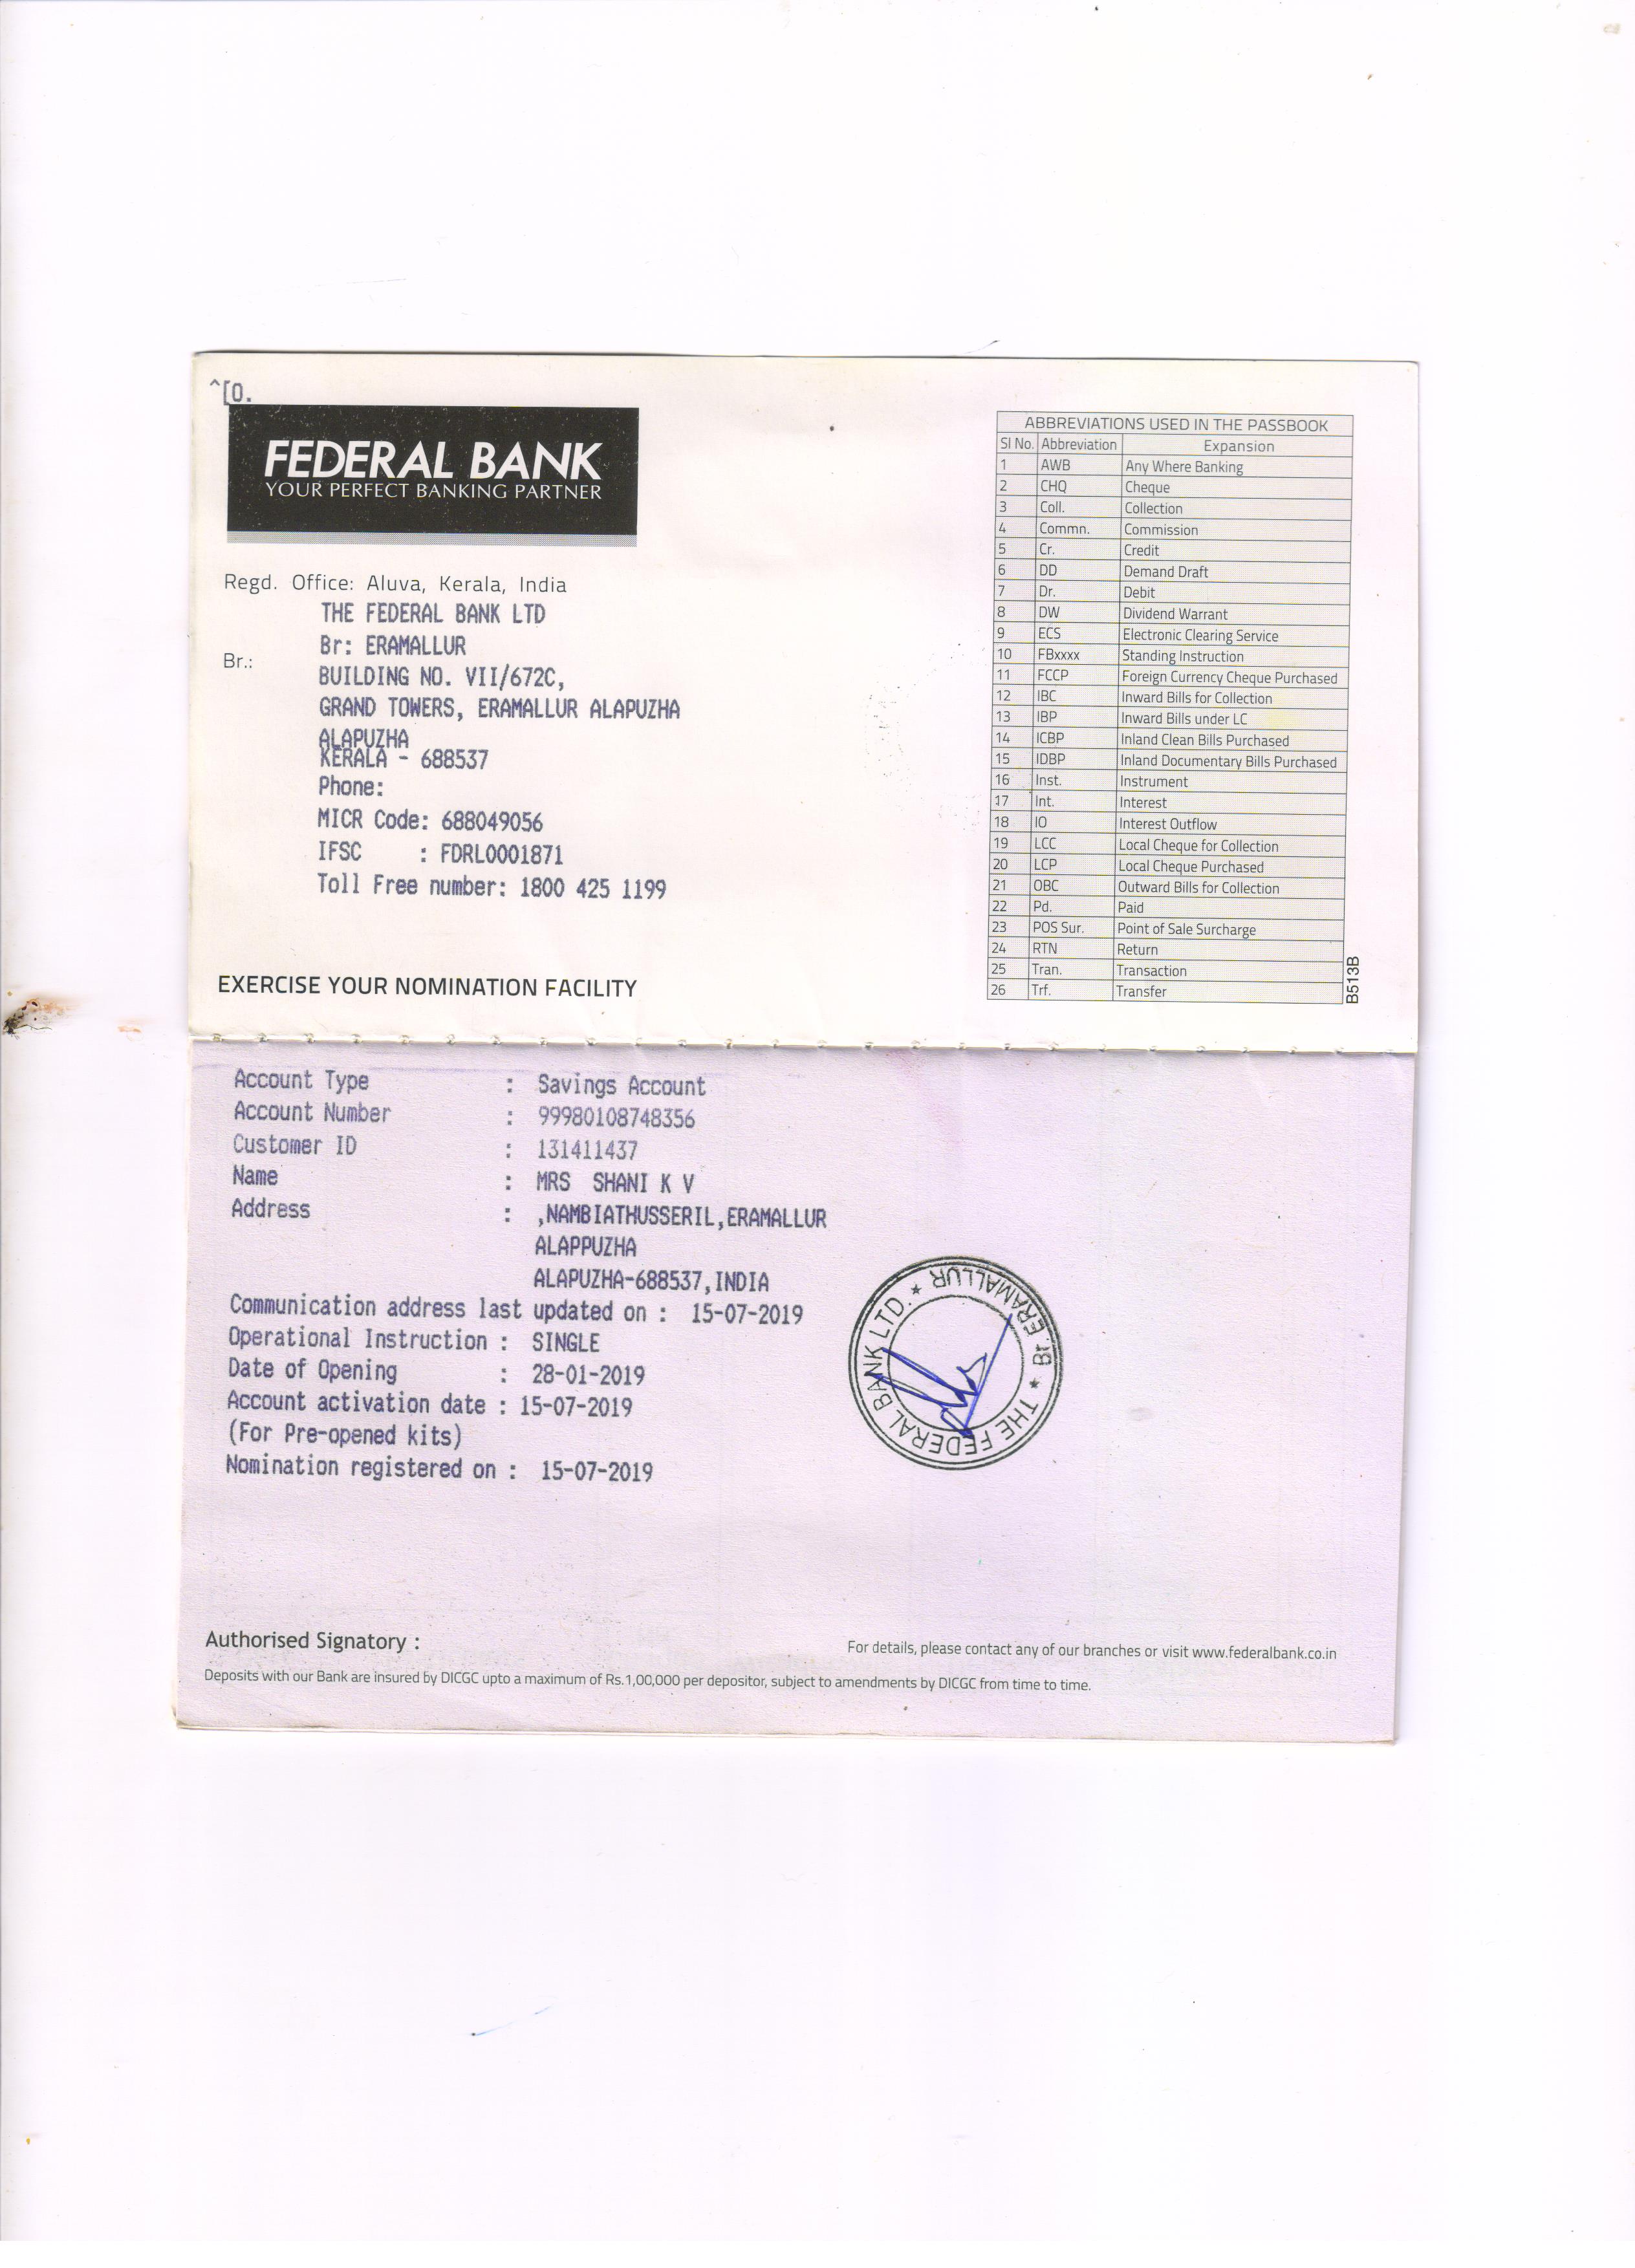 ^[0.
FEDERAL BANK
YOUR PERFECT BANKING PARTNER
Regd. Office: Aluva, Kerala, India
THE FEDERAL BANK LTD
Br.:
Br: ERAMALLUR
BUILDING NO. VII/672C,
GRAND TOWERS, ERAMALLUR ALAPUZHA
ALAPUZHA
KERALA - 688537
Phone:
MICR Code: 688049056
IFSC : FDRL0001871
Toll Free number: 1800 425 1199
EXERCISE YOUR NOMINATION FACILITY
ABBREVIATIONS USED IN THE PASSBOOK
Sl No. Abbreviation Expansion
1 AWB Any Where Banking
2 CHQ Cheque
3 Coll. Collection
4 Commn. Commission
5 Cr. Credit
6 DD Demand Draft
7 Dr. Debit
8 DW Dividend Warrant
9 ECS Electronic Clearing Service
10 FBxxxx Standing Instruction
11 FCCP Foreign Currency Cheque Purchased
12 IBC Inward Bills for Collection
13 IBP Inward Bills under LC
14 ICBP Inland Clean Bills Purchased
15 IDBP Inland Documentary Bills Purchased
16 Inst. Instrument
17 Int. Interest
18 IO Interest Outflow
19 LCC Local Cheque for Collection
20 LCP Local Cheque Purchased
21 OBC Outward Bills for Collection
22 Pd. Paid
23 POS Sur. Point of Sale Surcharge
24 RTN Return
25 Tran. Transaction
26 Trf. Transfer
B513B
Account Type : Savings Account
Account Number : 99980108748356
Customer ID : 131411437
Name : MRS SHANI K V
Address : ,NAMBIATHUSSERIL,ERAMALLUR
ALAPPUZHA
ALAPUZHA-688537,INDIA
Communication address last updated on : 15-07-2019
Operational Instruction : SINGLE
Date of Opening : 28-01-2019
Account activation date : 15-07-2019
(For Pre-opened kits)
Nomination registered on : 15-07-2019
THE FEDERAL BANK LTD. * Br. ERAMALLUR *
Authorised Signatory :
For details, please contact any of our branches or visit www.federalbank.co.in
Deposits with our Bank are insured by DICGC upto a maximum of Rs.1,00,000 per depositor, subject to amendments by DICGC from time to time.